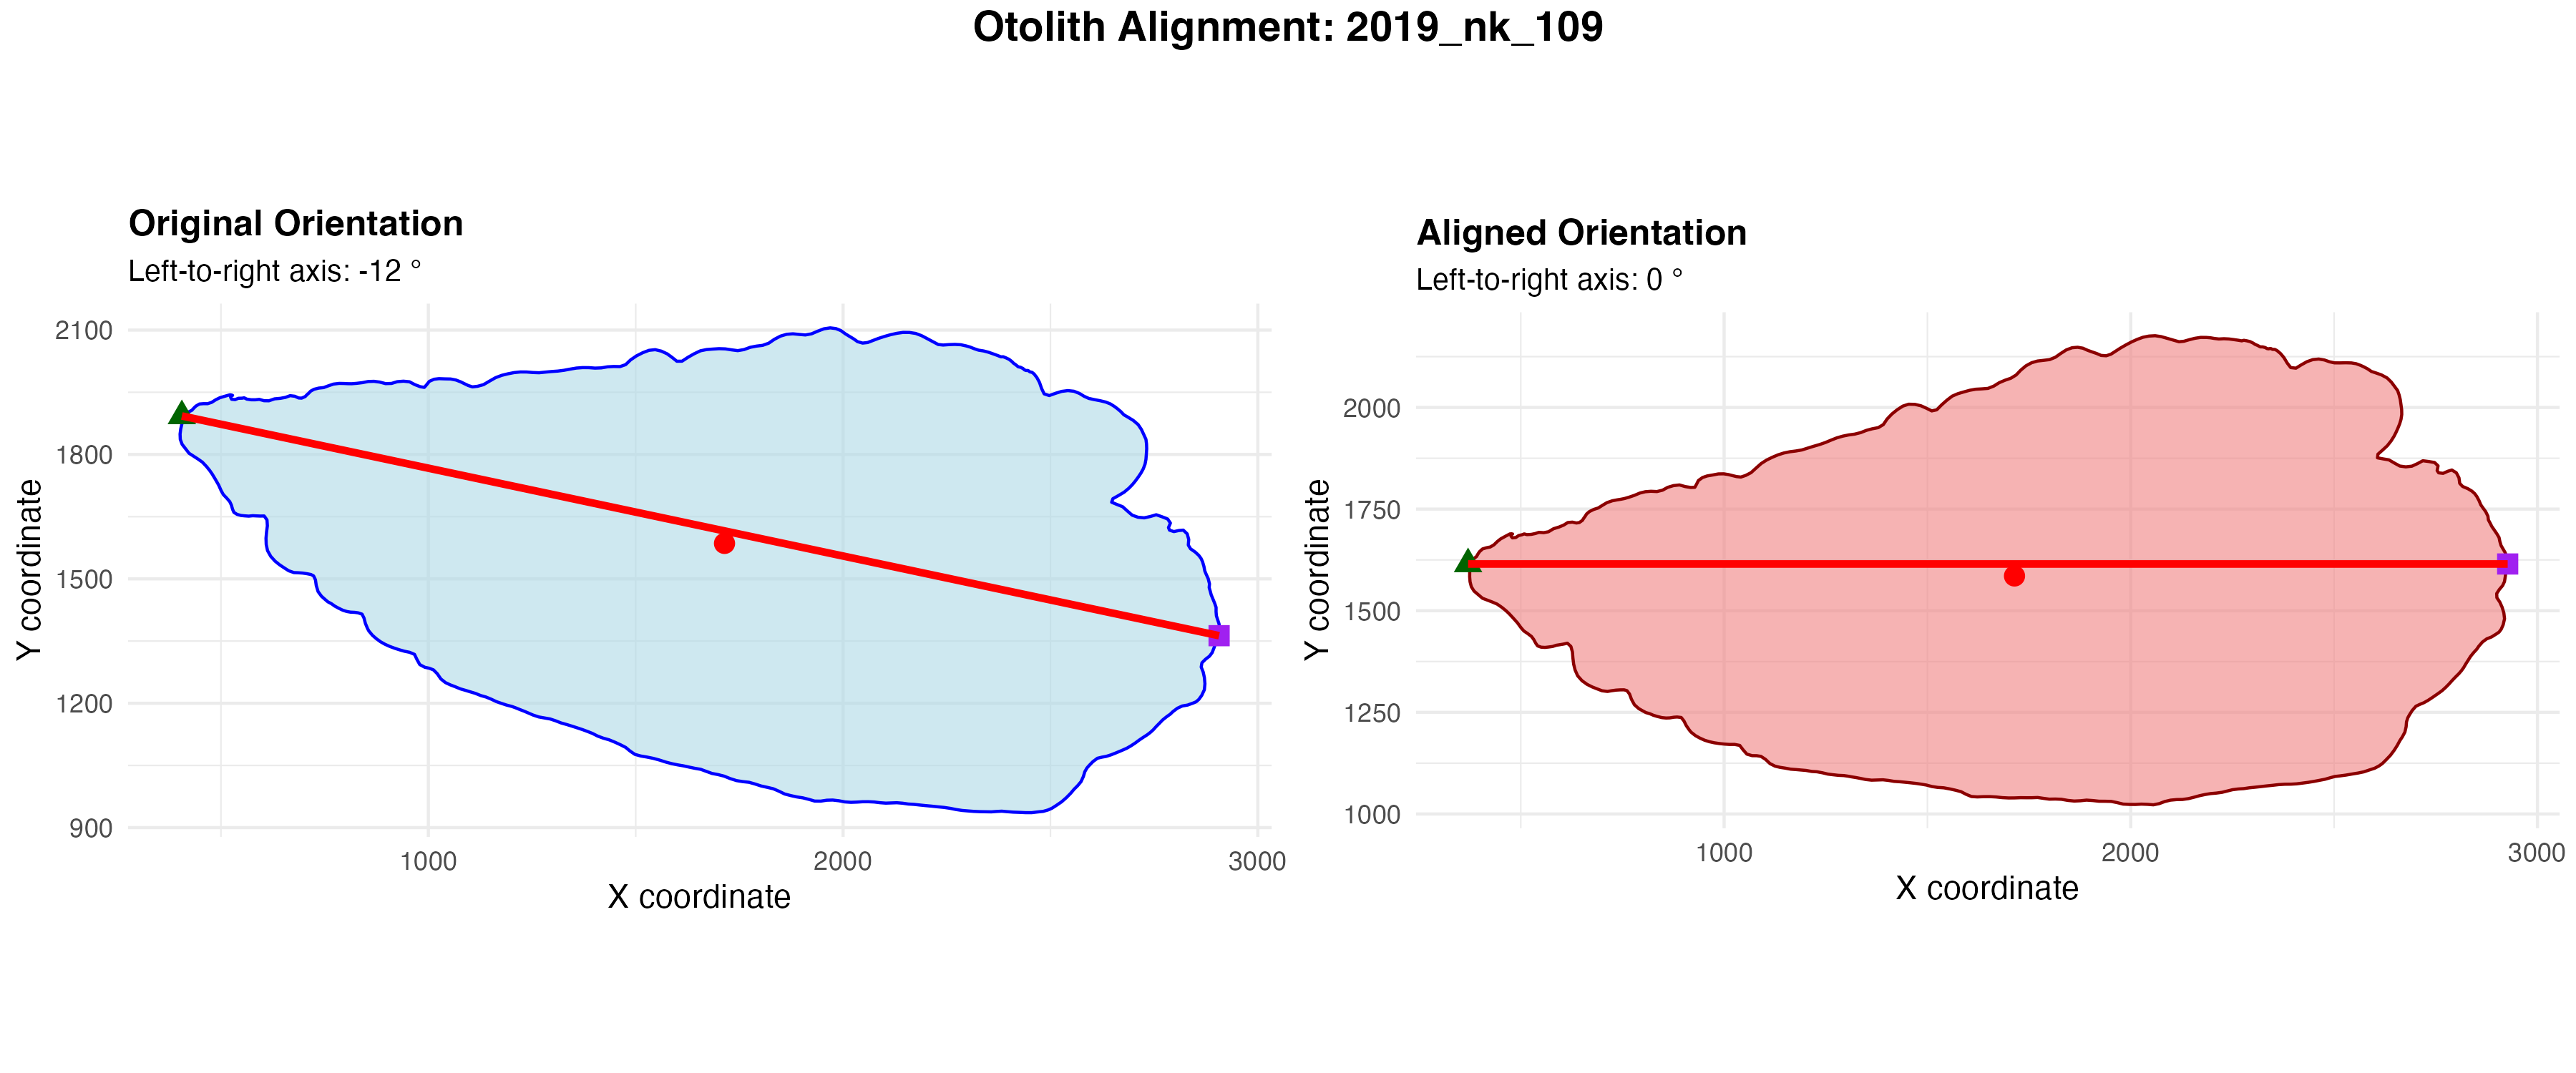 Otolith Alignment: 2019_nk_109
Original Orientation
Left-to-right axis: -12 °
2100
1800
1500
1200
900
Y coordinate
1000
2000
3000
X coordinate
Aligned Orientation
Left-to-right axis: 0 °
2000
1750
1500
1250
1000
Y coordinate
1000
2000
3000
X coordinate